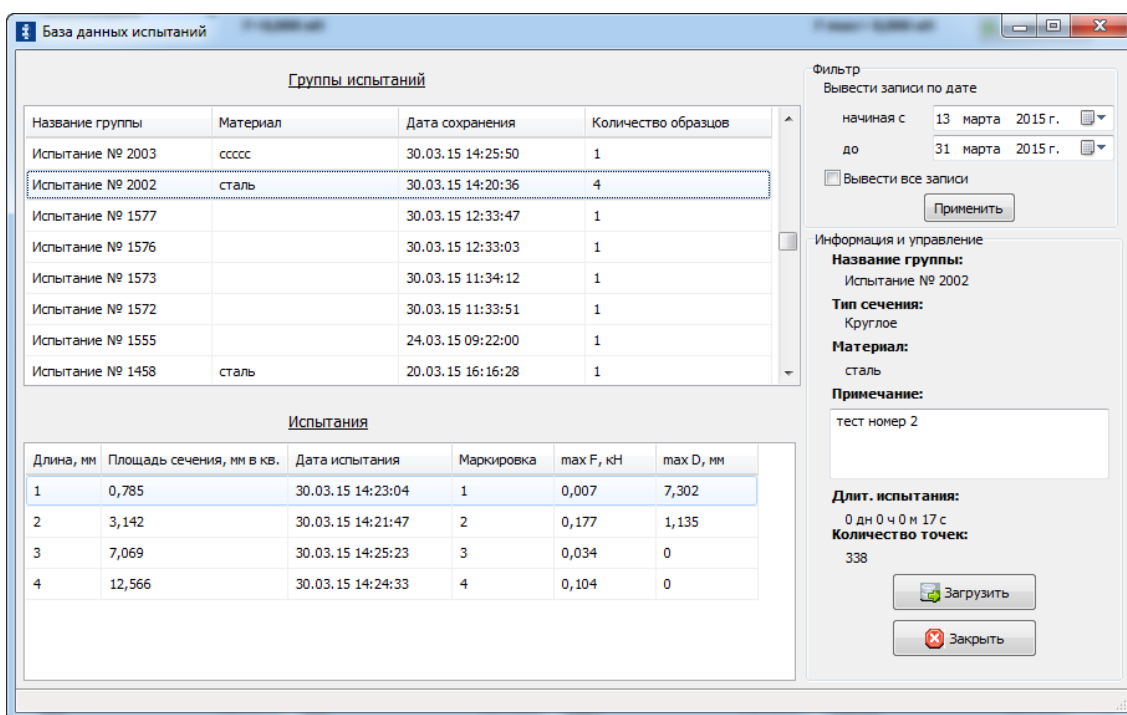 База данных испытаний
Группы испытаний
Название группы Материал Дата сохранения Количество образцов
Испытание № 2003 ссссс 30.03.15 14:25:50 1
Испытание № 2002 сталь 30.03.15 14:20:36 4
Испытание № 1577 30.03.15 12:33:47 1
Испытание № 1576 30.03.15 12:33:03 1
Испытание № 1573 30.03.15 11:34:12 1
Испытание № 1572 30.03.15 11:33:51 1
Испытание № 1555 24.03.15 09:22:00 1
Испытание № 1458 сталь 20.03.15 16:16:28 1
Испытания
Длина, мм Площадь сечения, мм в кв. Дата испытания Маркировка max F, кН max D, мм
1 0,785 30.03.15 14:23:04 1 0,007 7,302
2 3,142 30.03.15 14:21:47 2 0,177 1,135
3 7,069 30.03.15 14:25:23 3 0,034 0
4 12,566 30.03.15 14:24:33 4 0,104 0
Фильтр
Вывести записи по дате
начиная с 13 марта 2015 г.
до 31 марта 2015 г.
Вывести все записи
Применить
Информация и управление
Название группы:
Испытание № 2002
Тип сечения:
Круглое
Материал:
сталь
Примечание:
тест номер 2
Длит. испытания:
0 дн 0 ч 0 м 17 с
Количество точек:
338
Загрузить
Закрыть